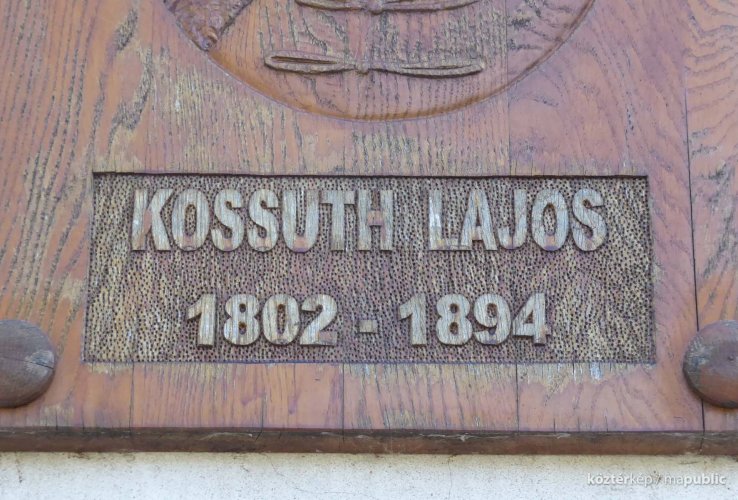 KOSSUTH LAJOS
1802 - 1894
köztérkép / mapublic